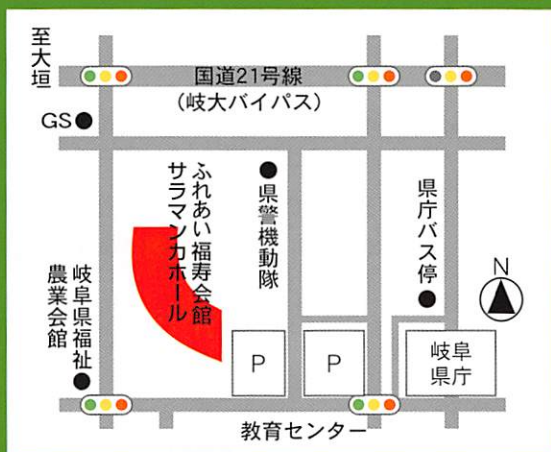 至大垣
国道21号線
（岐大バイパス）
GS
ふれあい福寿会館
サラマンカホール
県警機動隊
県庁バス停
N
岐阜県福祉
農業会館
P
P
岐阜
県庁
教育センター